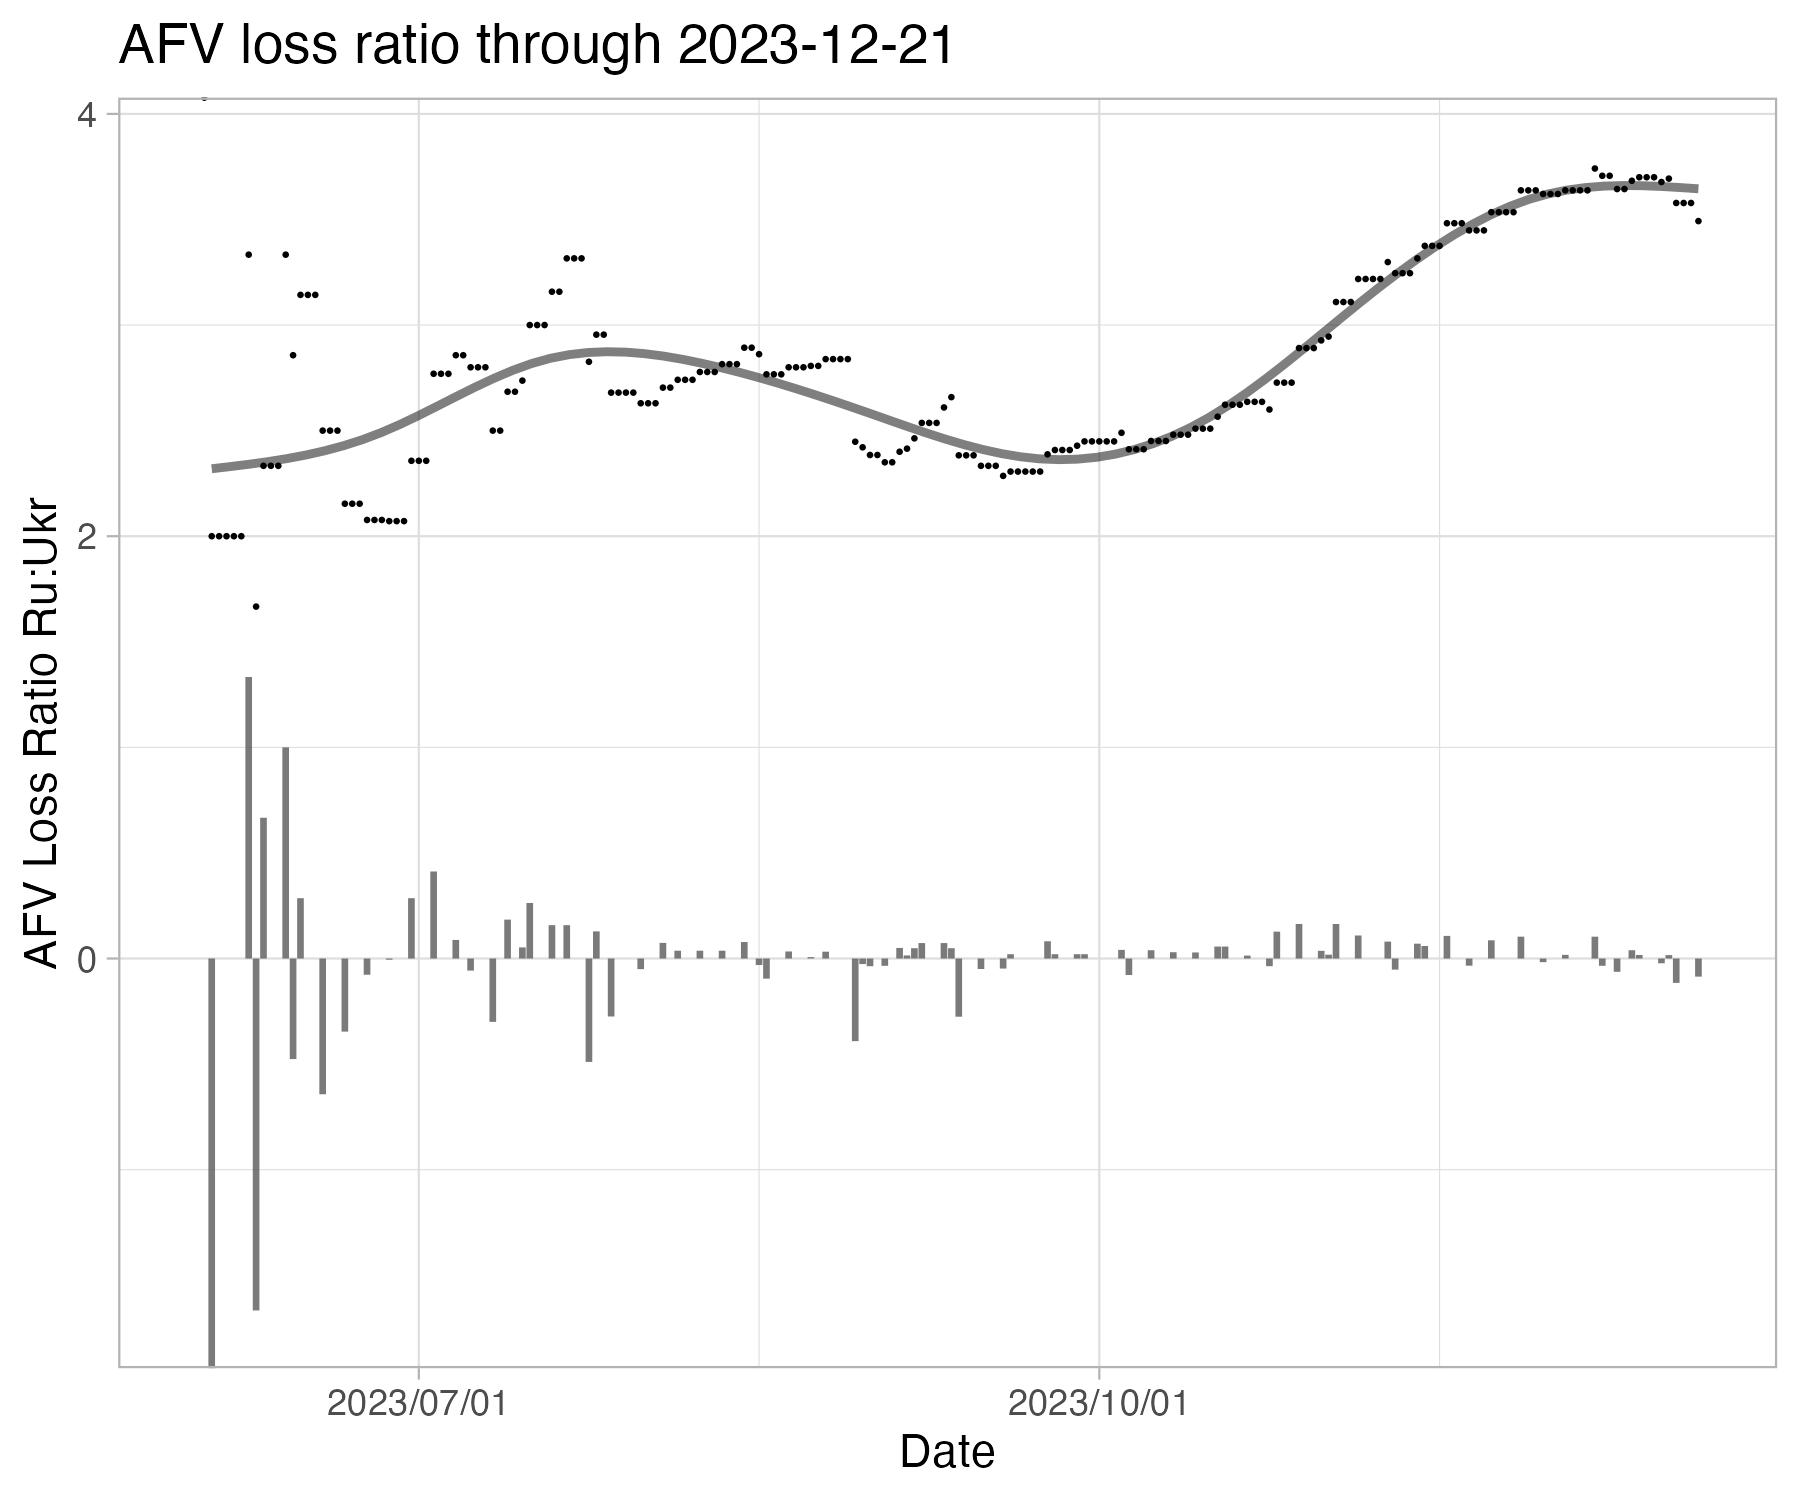 AFV loss ratio through 2023-12-21
AFV Loss Ratio Ru:Ukr
4
2
0
2023/07/01
2023/10/01
Date